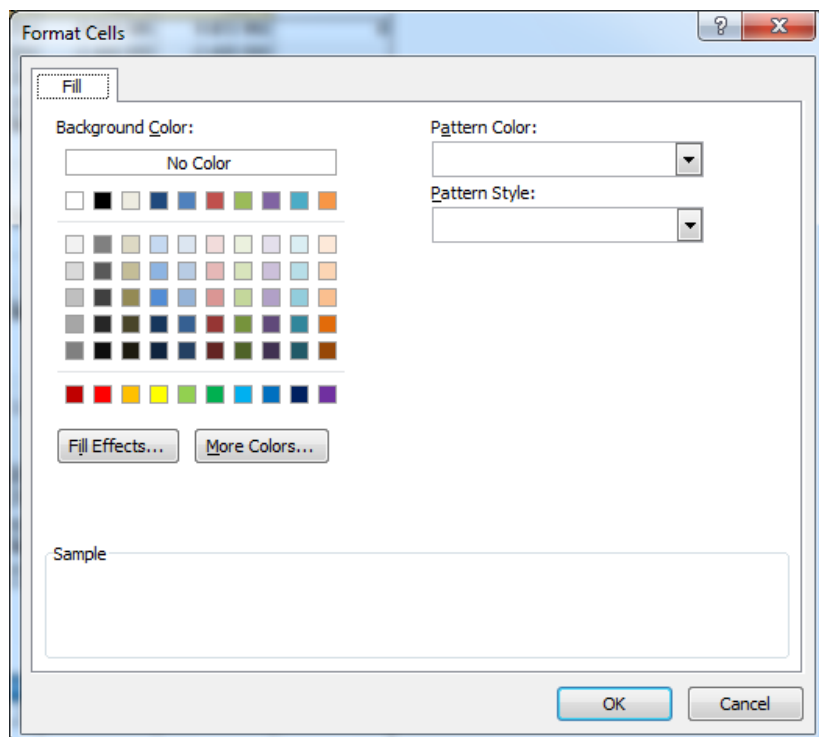 Format Cells
Fill
Background Color:
No Color
Pattern Color:
Pattern Style:
Fill Effects...
More Colors...
Sample
OK
Cancel